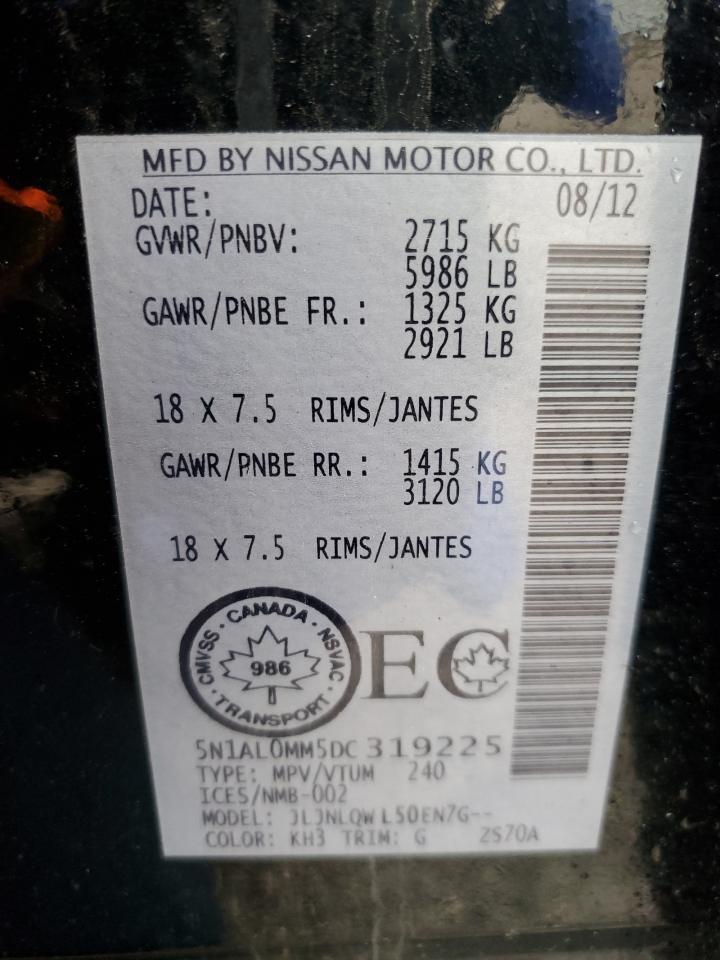 MFD BY NISSAN MOTOR CO., LTD.
DATE: 08/12
GVWR/PNBV: 2715 KG
5986 LB
GAWR/PNBE FR.: 1325 KG
2921 LB
18 X 7.5 RIMS/JANTES
GAWR/PNBE RR.: 1415 KG
3120 LB
18 X 7.5 RIMS/JANTES
CANADA · NSVAC · TRANSPORT · CMVSS ·
986
EC
5N1AL0MM5DC 319225
TYPE: MPV/VTUM 240
ICES/NMB-002
MODEL: JLJNLQW L50EN7G--
COLOR: KH3 TRIM: G 2S70A